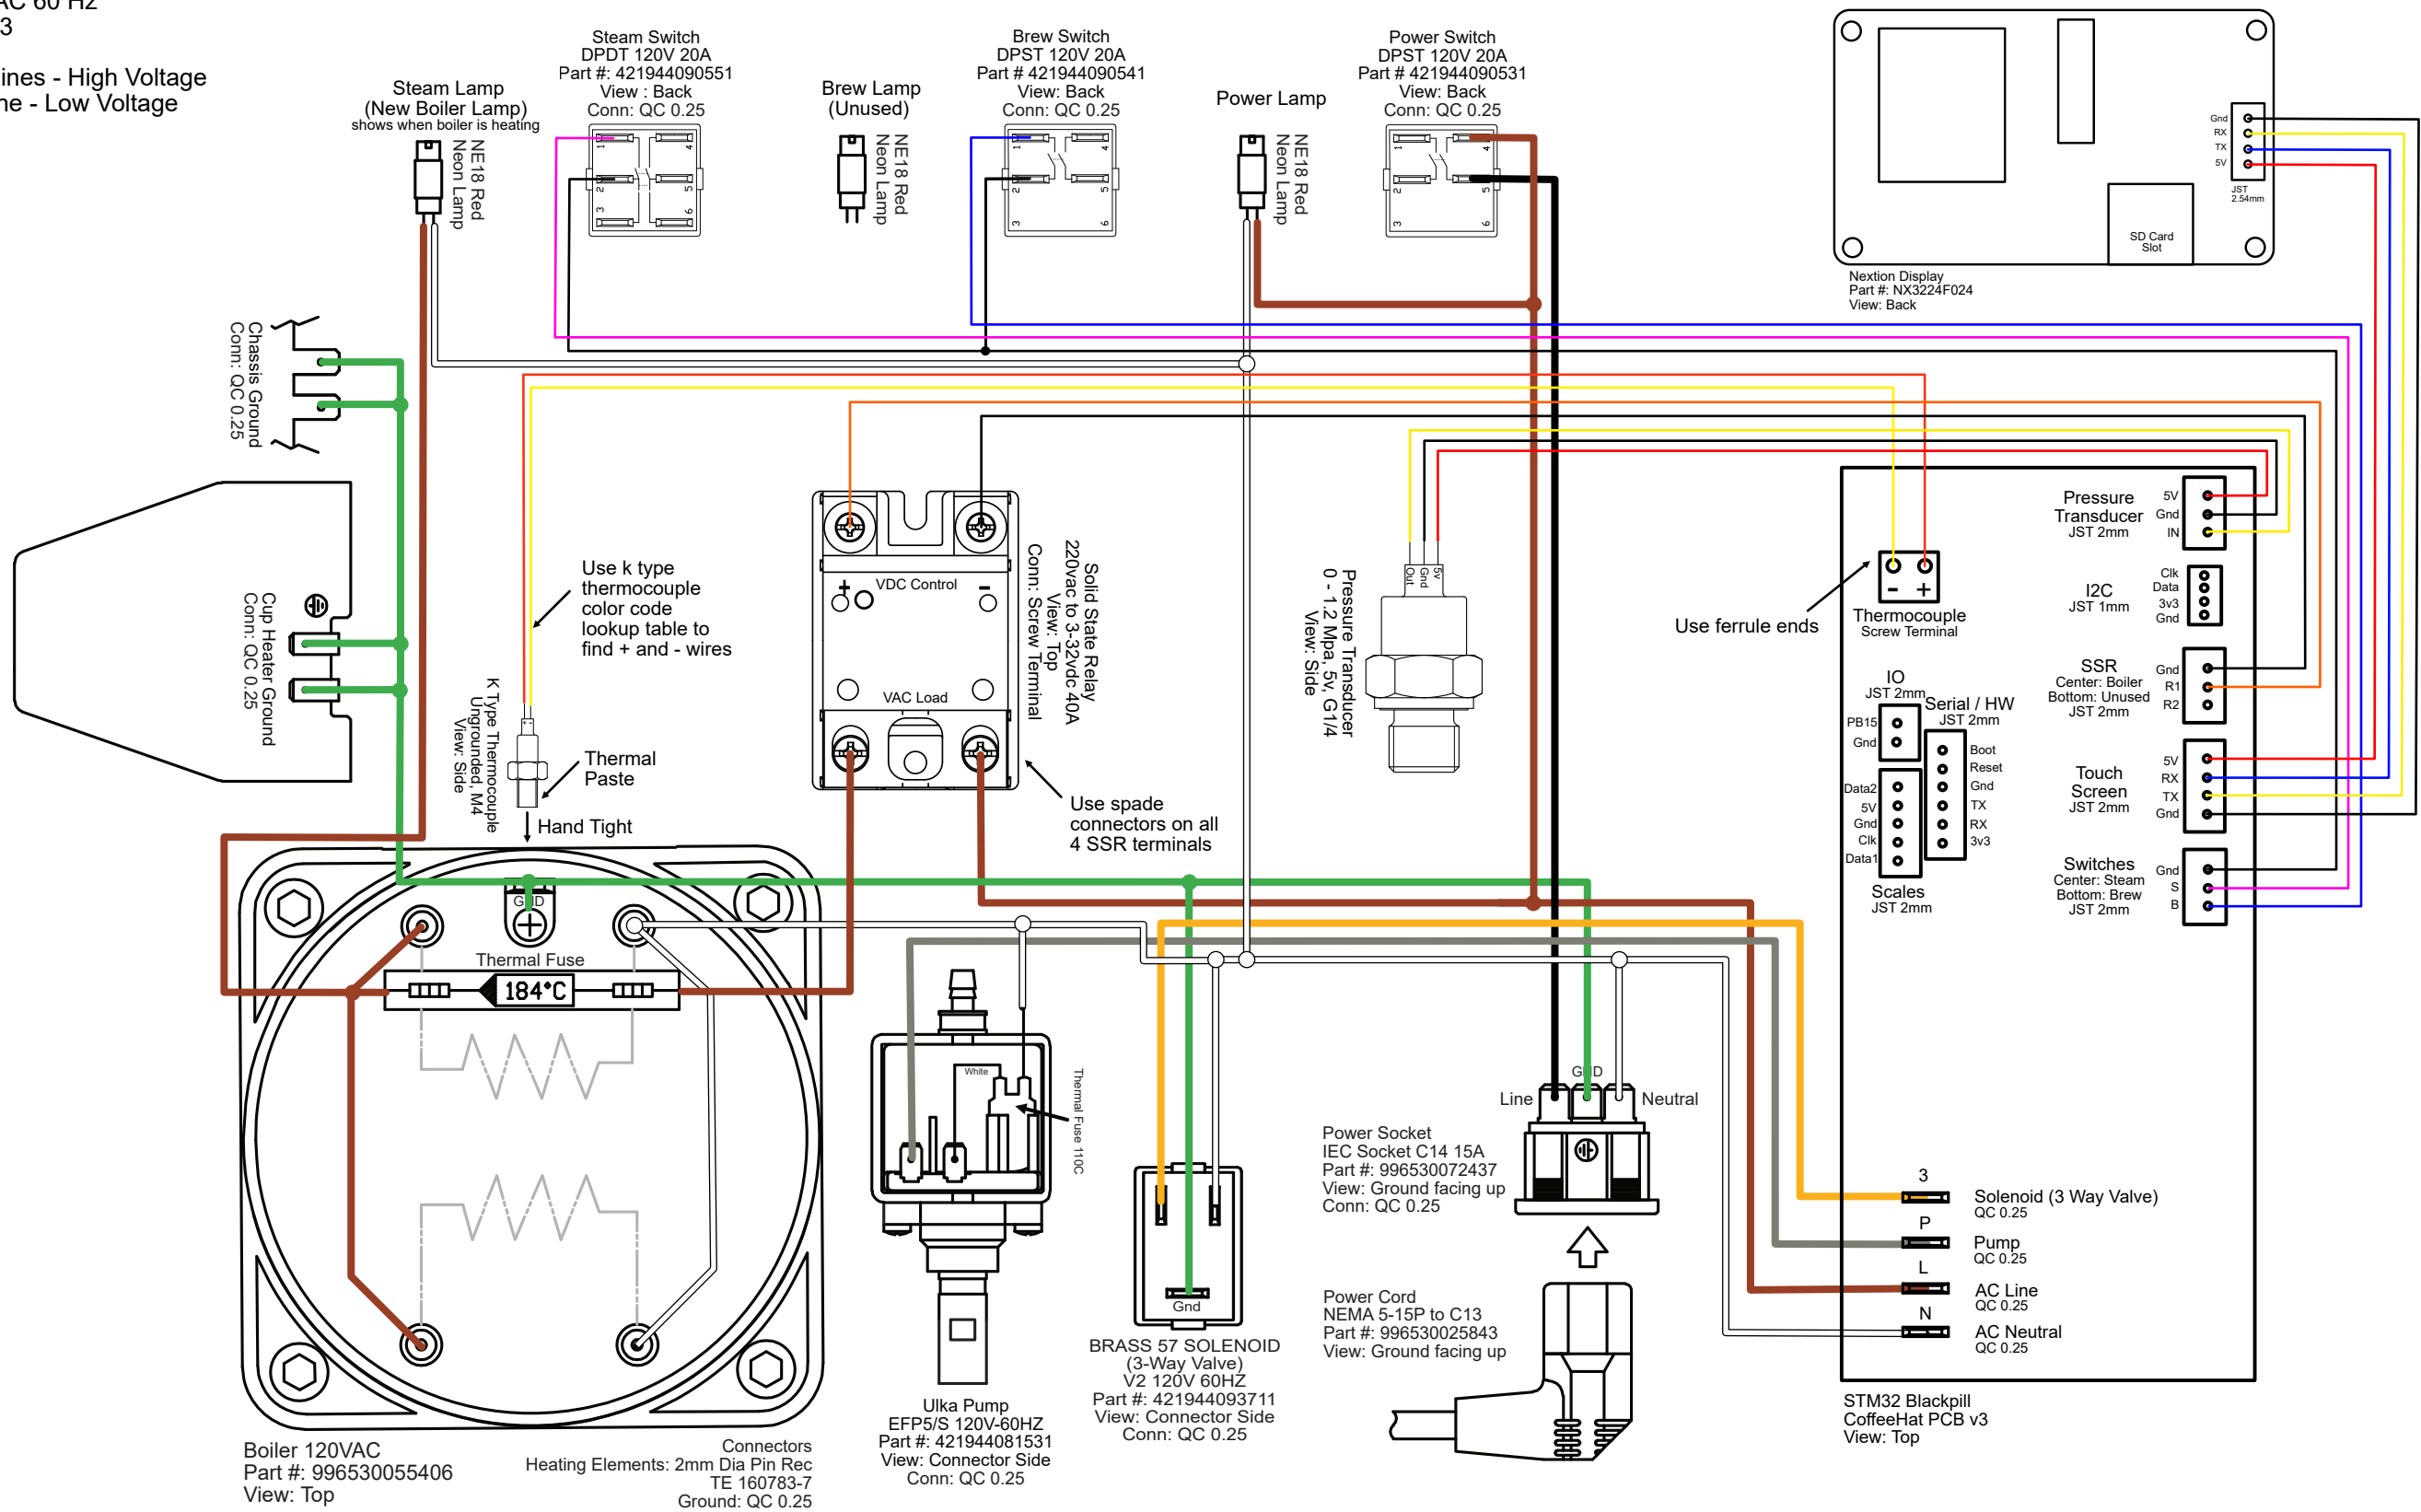 AC 60 Hz
3
ines - High Voltage
ne - Low Voltage
Steam Lamp
(New Boiler Lamp)
shows when boiler is heating
NE18 Red
Neon Lamp
Steam Switch
DPDT 120V 20A
Part #: 421944090551
View : Back
Conn: QC 0.25
1
2
3
4
5
6
Brew Lamp
(Unused)
NE18 Red
Neon Lamp
Brew Switch
DPST 120V 20A
Part # 421944090541
View: Back
Conn: QC 0.25
1
2
3
4
5
6
Power Lamp
NE18 Red
Neon Lamp
Power Switch
DPST 120V 20A
Part # 421944090531
View: Back
Conn: QC 0.25
1
2
3
4
5
6
Gnd
RX
TX
5V
JST
2.54mm
SD Card
Slot
Nextion Display
Part #: NX3224F024
View: Back
Chassis Ground
Conn: QC 0.25
Cup Heater Ground
Conn: QC 0.25
Use k type
thermocouple
color code
lookup table to
find + and - wires
K Type Thermocouple
Ungrounded, M4
View: Side
Thermal
Paste
Hand Tight
+
VDC Control
-
VAC Load
Solid State Relay
220vac to 3-32vdc 40A
View: Top
Conn: Screw Terminal
Use spade
connectors on all
4 SSR terminals
Out
Gnd
5v
Pressure Transducer
0 - 1.2 Mpa, 5v, G1/4
View: Side
Use ferrule ends
- +
Thermocouple
Screw Terminal
Pressure
Transducer
JST 2mm
5V
Gnd
IN
I2C
JST 1mm
Clk
Data
3v3
Gnd
SSR
Center: Boiler
Bottom: Unused
JST 2mm
Gnd
R1
R2
IO
JST 2mm
PB15
Gnd
Serial / HW
JST 2mm
Boot
Reset
Gnd
TX
RX
3v3
Data2
5V
Gnd
Clk
Data1
Scales
JST 2mm
Touch
Screen
JST 2mm
5V
RX
TX
Gnd
Switches
Center: Steam
Bottom: Brew
JST 2mm
Gnd
S
B
GND
Thermal Fuse
184°C
Boiler 120VAC
Part #: 996530055406
View: Top
Connectors
Heating Elements: 2mm Dia Pin Rec
TE 160783-7
Ground: QC 0.25
White
Thermal Fuse 110C
Ulka Pump
EFP5/S 120V-60HZ
Part #: 421944081531
View: Connector Side
Conn: QC 0.25
Gnd
BRASS 57 SOLENOID
(3-Way Valve)
V2 120V 60HZ
Part #: 421944093711
View: Connector Side
Conn: QC 0.25
GND
Line
Neutral
Power Socket
IEC Socket C14 15A
Part #: 996530072437
View: Ground facing up
Conn: QC 0.25
Power Cord
NEMA 5-15P to C13
Part #: 996530025843
View: Ground facing up
3
Solenoid (3 Way Valve)
QC 0.25
P
Pump
QC 0.25
L
AC Line
QC 0.25
N
AC Neutral
QC 0.25
STM32 Blackpill
CoffeeHat PCB v3
View: Top